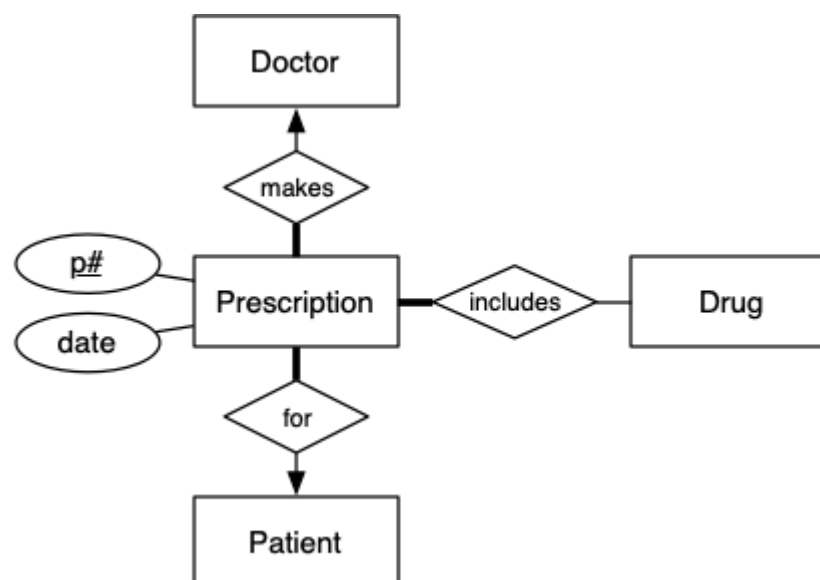 Doctor
makes
p#
Prescription
includes
Drug
date
for
Patient